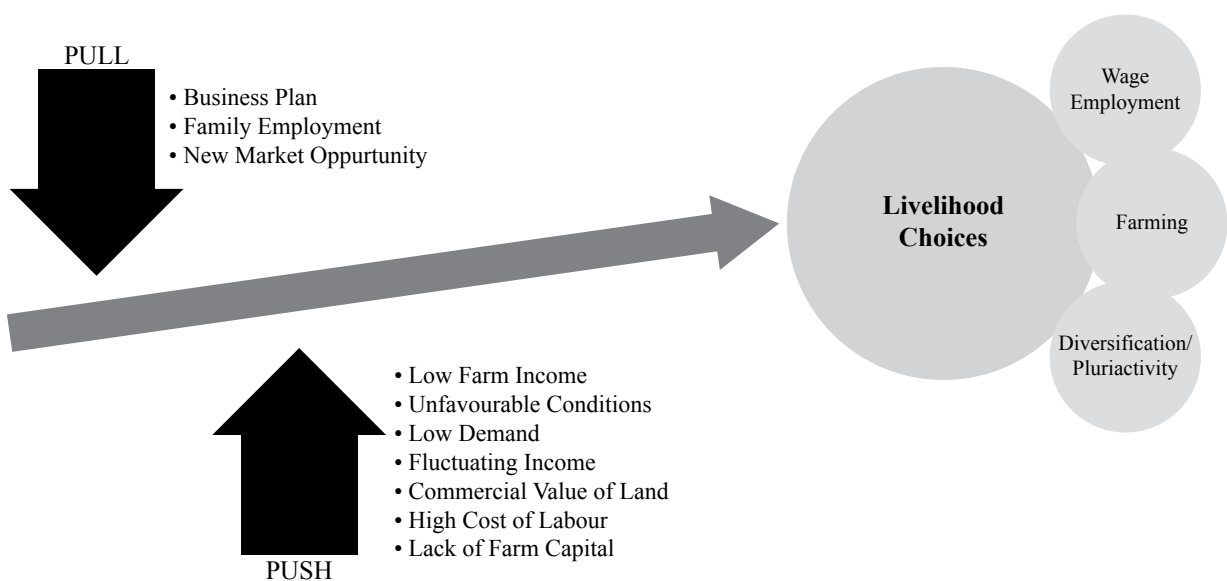 PULL
• Business Plan
• Family Employment
• New Market Oppurtunity
Livelihood
Choices
Wage
Employment
Farming
Diversification/
Pluriactivity
• Low Farm Income
• Unfavourable Conditions
• Low Demand
• Fluctuating Income
• Commercial Value of Land
• High Cost of Labour
• Lack of Farm Capital
PUSH